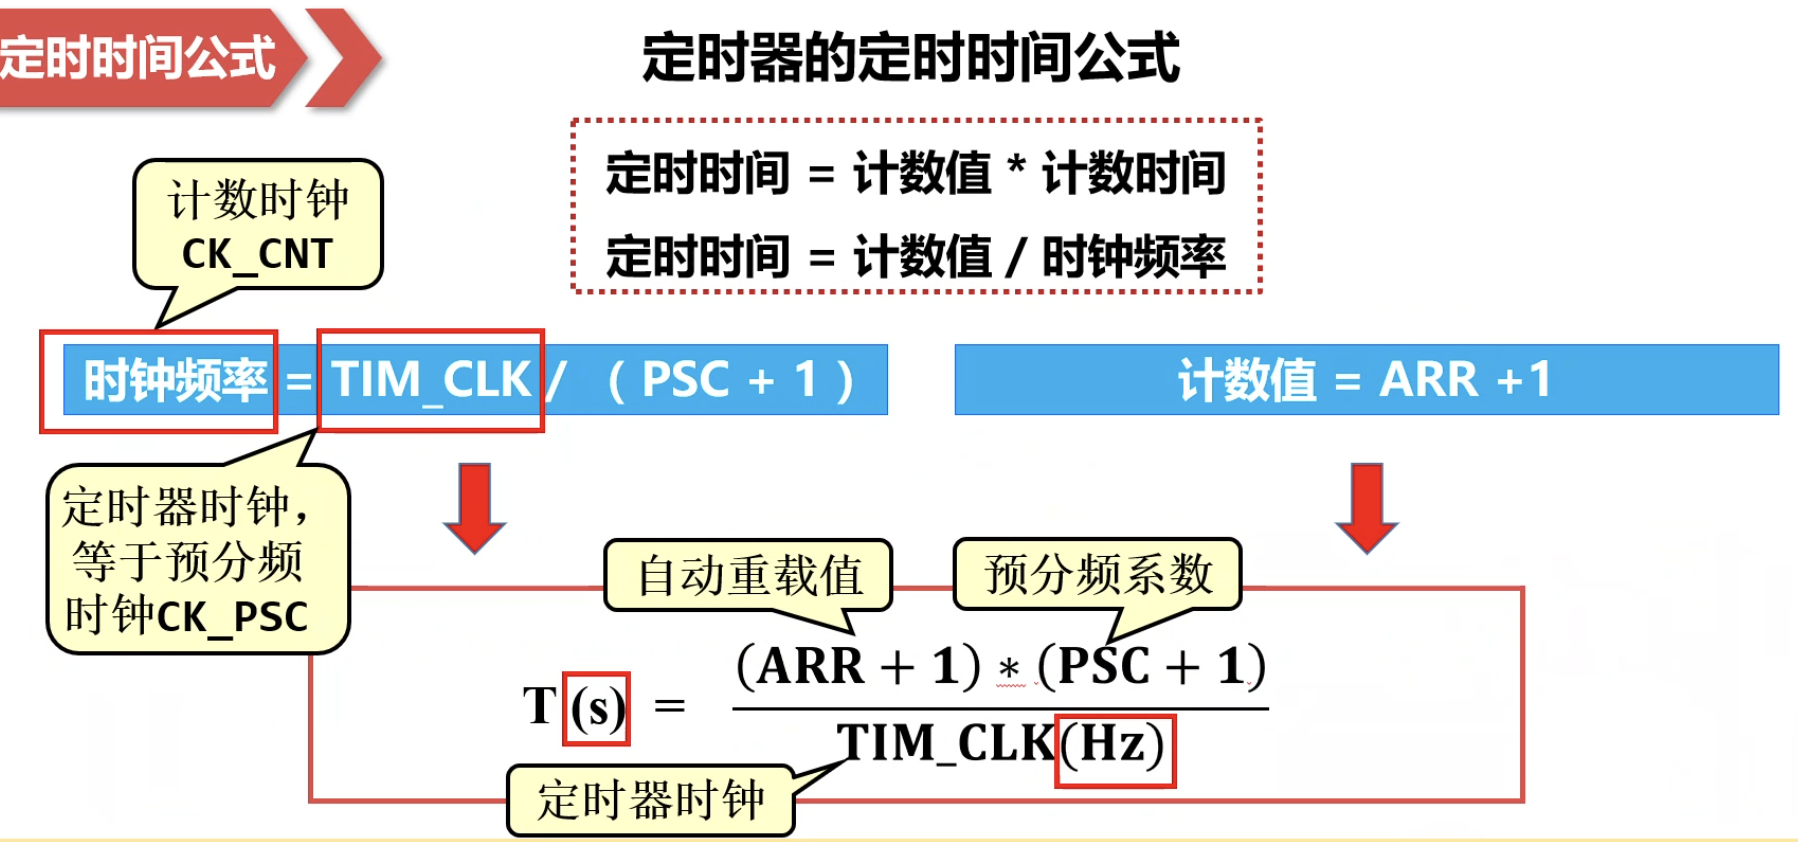 定时时间公式
定时器的定时时间公式
定时时间 = 计数值 * 计数时间
定时时间 = 计数值 / 时钟频率
计数时钟
CK_CNT
时钟频率 = TIM_CLK / ( PSC + 1 )
计数值 = ARR +1
定时器时钟,
等于预分频
时钟CK_PSC
自动重载值
预分频系数
T (s) = (ARR + 1) * (PSC + 1)
TIM_CLK(Hz)
定时器时钟